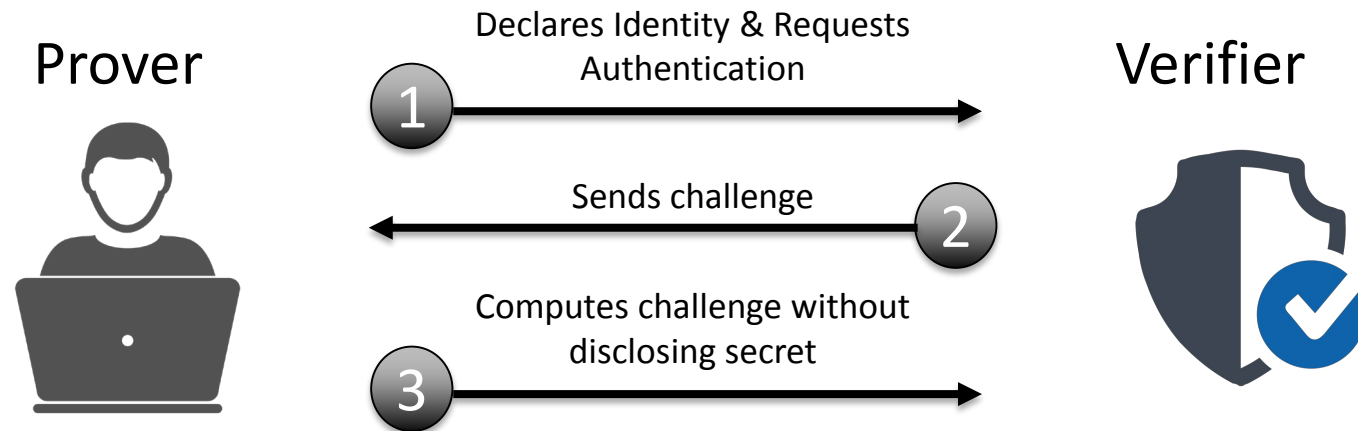 Declares Identity & Requests
Authentication
Prover
Verifier
1
Sends challenge
2
Computes challenge without
disclosing secret
3